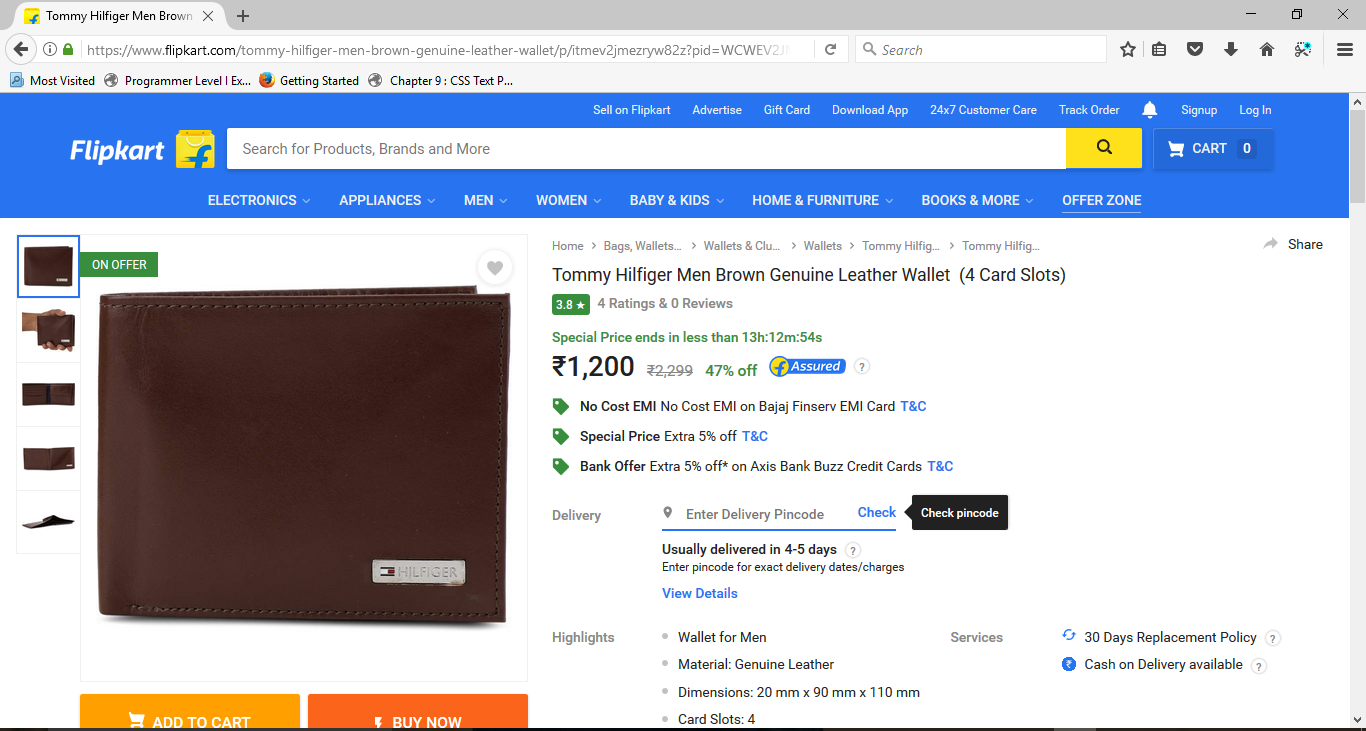 Tommy Hilfiger Men Brown
https://www.flipkart.com/tommy-hilfiger-men-brown-genuine-leather-wallet/p/itmev2jmezryw82z?pid=WCWEV2J
Search
Most Visited
Programmer Level I Ex...
Getting Started
Chapter 9 : CSS Text P...
Sell on Flipkart
Advertise
Gift Card
Download App
24x7 Customer Care
Track Order
Signup
Log In
Flipkart
Search for Products, Brands and More
CART 0
ELECTRONICS
APPLIANCES
MEN
WOMEN
BABY & KIDS
HOME & FURNITURE
BOOKS & MORE
OFFER ZONE
ON OFFER
HILFIGER
ADD TO CART
BUY NOW
Home > Bags, Wallets... > Wallets & Clu... > Wallets > Tommy Hilfig... > Tommy Hilfig...
Share
Tommy Hilfiger Men Brown Genuine Leather Wallet (4 Card Slots)
3.8 ★ 4 Ratings & 0 Reviews
Special Price ends in less than 13h:12m:54s
₹1,200 ₹2,299 47% off Assured ?
No Cost EMI No Cost EMI on Bajaj Finserv EMI Card T&C
Special Price Extra 5% off T&C
Bank Offer Extra 5% off* on Axis Bank Buzz Credit Cards T&C
Delivery
Enter Delivery Pincode
Check
Check pincode
Usually delivered in 4-5 days ?
Enter pincode for exact delivery dates/charges
View Details
Highlights
Wallet for Men
Material: Genuine Leather
Dimensions: 20 mm x 90 mm x 110 mm
Card Slots: 4
Services
30 Days Replacement Policy ?
Cash on Delivery available ?